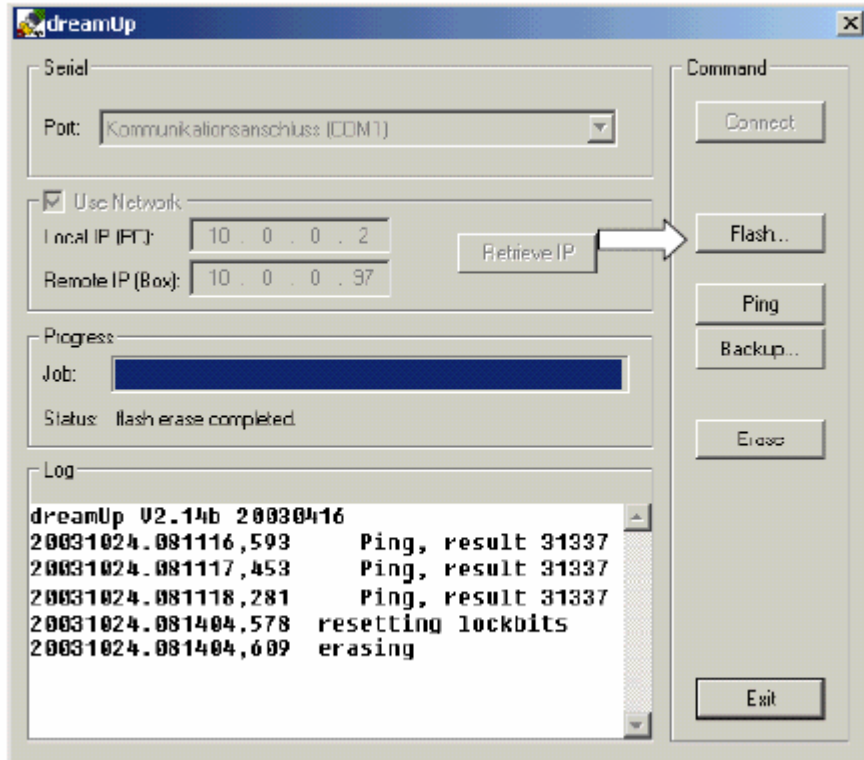 dreamUp
Serial
Port: Kommunikationsanschluss (COM1)
Use Network
Local IP (PC): 10 . 0 . 0 . 2
Remote IP (Box): 10 . 0 . 0 . 97
Retrieve IP
Progress
Job:
Status: flash erase completed.
Log
dreamUp V2.14b 20030416
20031024.081116,593 Ping, result 31337
20031024.081117,453 Ping, result 31337
20031024.081118,281 Ping, result 31337
20031024.081404,578 resetting lockbits
20031024.081404,609 erasing
Command
Connect
Flash...
Ping
Backup...
Erase
Exit